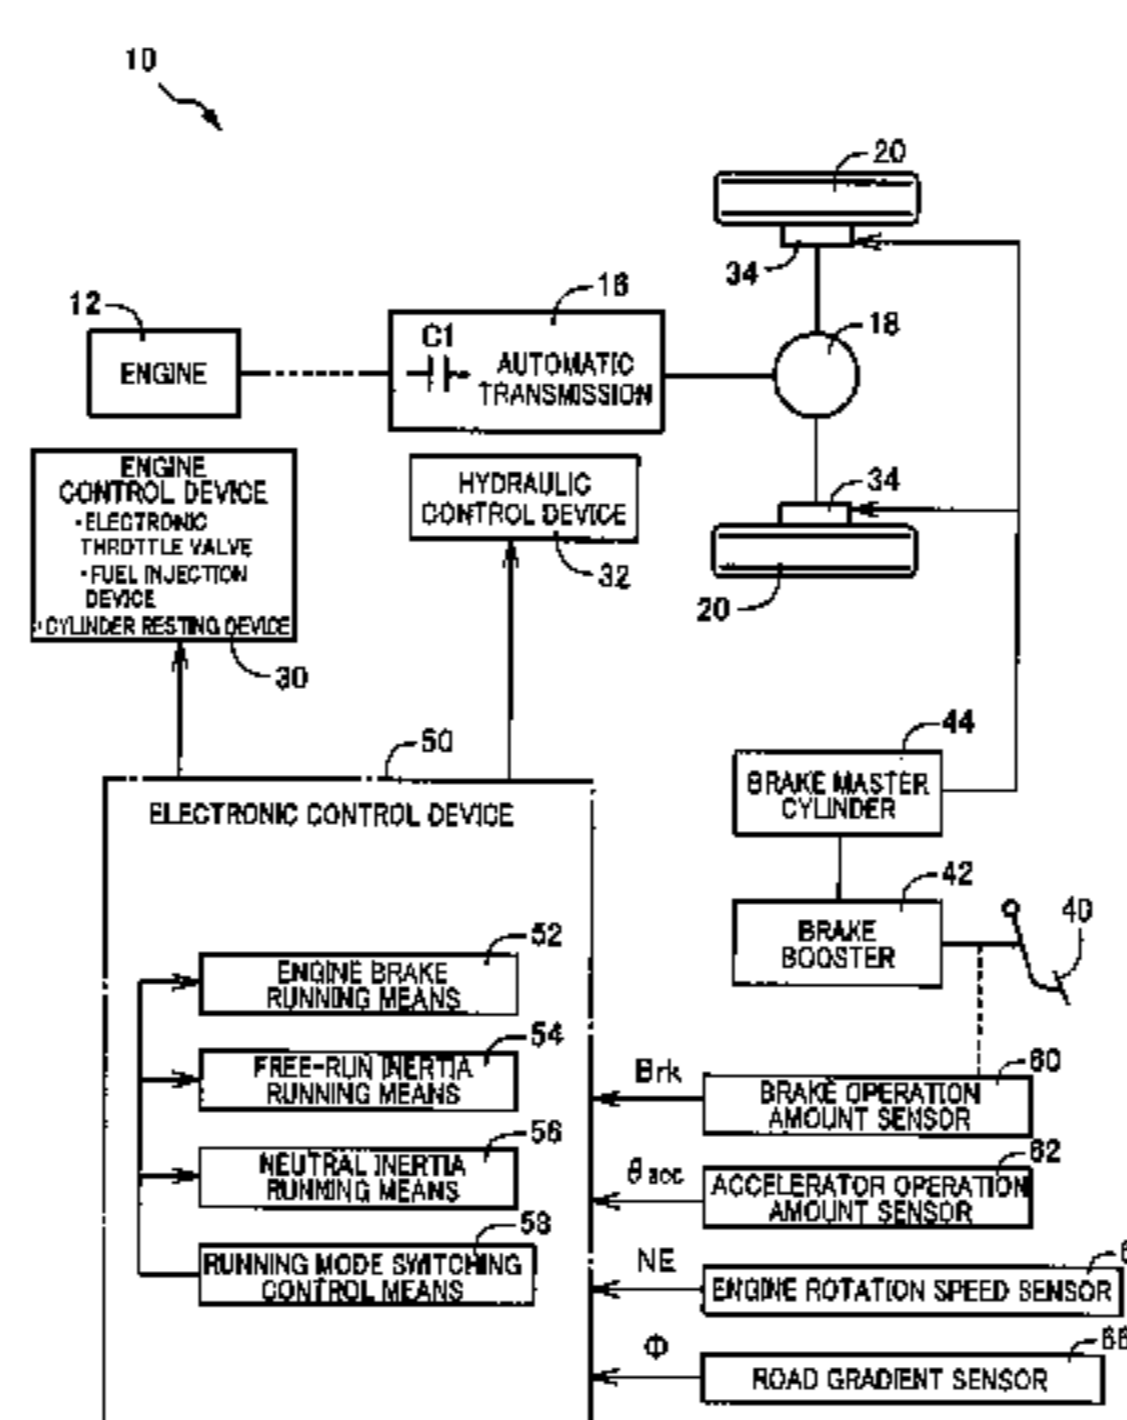 10
20
34
16
12
18
C1
ENGINE
AUTOMATIC
TRANSMISSION
ENGINE
CONTROL DEVICE
・ELECTRONIC
THROTTLE VALVE
・FUEL INJECTION
DEVICE
・CYLINDER RESTING DEVICE
30
HYDRAULIC
CONTROL DEVICE
32
34
20
50
ELECTRONIC CONTROL DEVICE
44
BRAKE MASTER
CYLINDER
42
BRAKE
BOOSTER
40
52
ENGINE BRAKE
RUNNING MEANS
54
FREE-RUN INERTIA
RUNNING MEANS
56
NEUTRAL INERTIA
RUNNING MEANS
58
RUNNING MODE SWITCHING
CONTROL MEANS
Brk
60
BRAKE OPERATION
AMOUNT SENSOR
θacc
62
ACCELERATOR OPERATION
AMOUNT SENSOR
NE
ENGINE ROTATION SPEED SENSOR
Φ
66
ROAD GRADIENT SENSOR